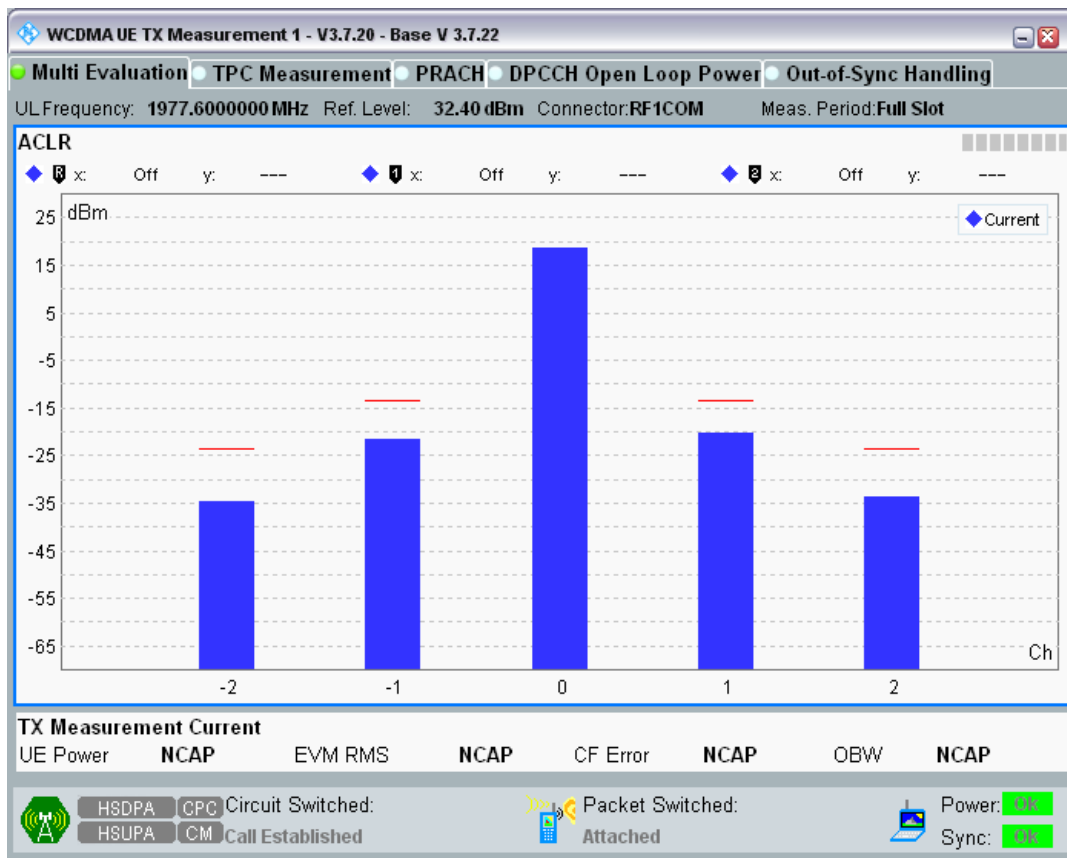 WCDMA UE TX Measurement 1 - V3.7.20 - Base V 3.7.22
Multi Evaluation TPC Measurement PRACH DPCCH Open Loop Power Out-of-Sync Handling
UL Frequency: 1977.6000000 MHz Ref. Level: 32.40 dBm Connector:RF1COM Meas. Period:Full Slot
ACLR
R x: Off y: --- 1 x: Off y: --- 2 x: Off y: ---
dBm
Current
25
15
5
-5
-15
-25
-35
-45
-55
-65
Ch
-2 -1 0 1 2
TX Measurement Current
UE Power NCAP EVM RMS NCAP CF Error NCAP OBW NCAP
HSDPA CPC Circuit Switched: Packet Switched: Power: Ok
HSUPA CM Call Established Attached Sync: Ok